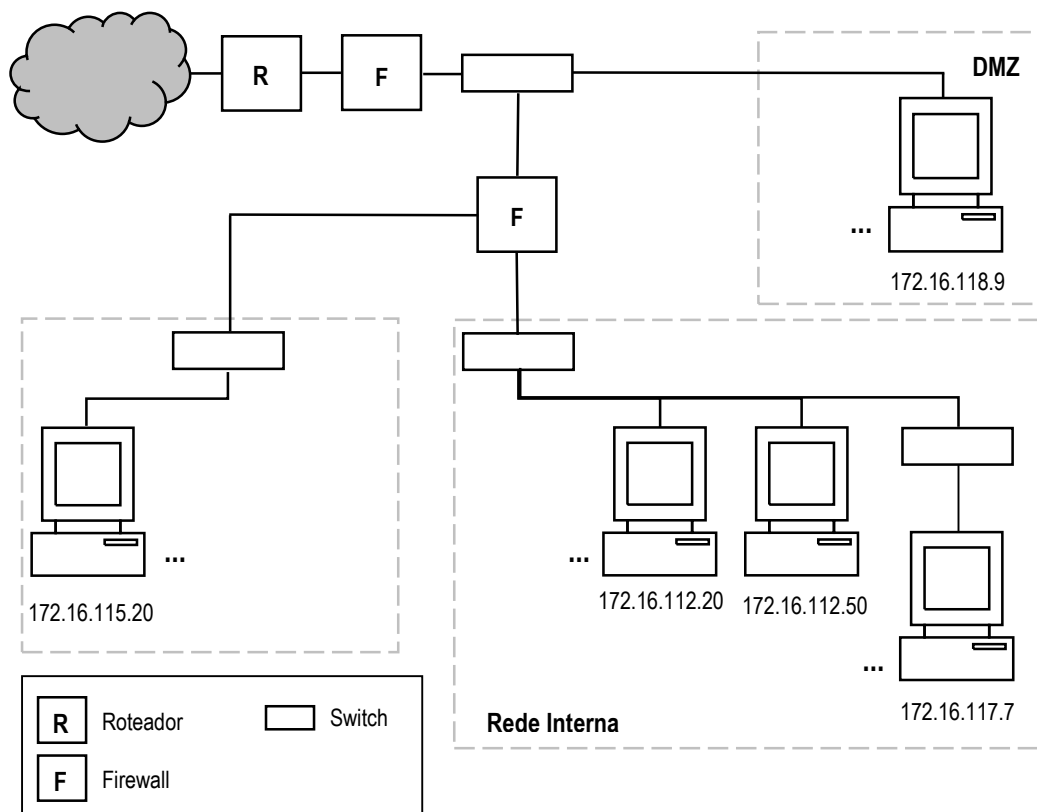 R
F
DMZ
F
...
172.16.118.9
...
172.16.115.20
...
172.16.112.20
172.16.112.50
...
172.16.117.7
Rede Interna
R Roteador
Switch
F Firewall